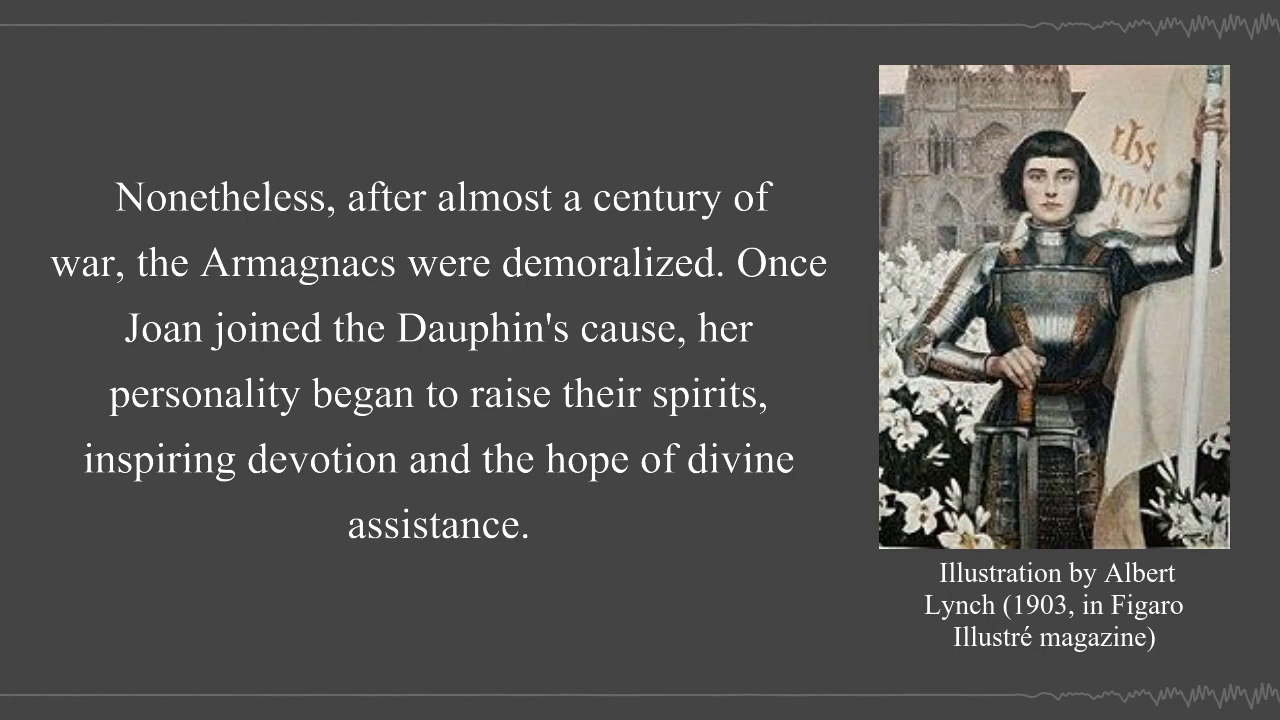 Nonetheless, after almost a century of
war, the Armagnacs were demoralized. Once
Joan joined the Dauphin's cause, her
personality began to raise their spirits,
inspiring devotion and the hope of divine
assistance.
ihs
Illustration by Albert
Lynch (1903, in Figaro
Illustré magazine)